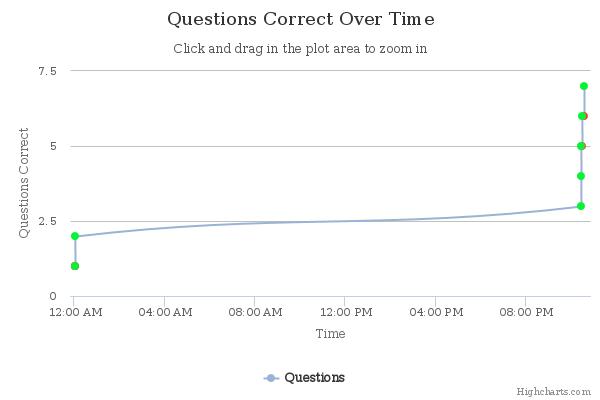 Questions Correct Over Time
Click and drag in the plot area to zoom in
Questions Correct
7.5
5
2.5
0
12:00 AM 04:00 AM 08:00 AM 12:00 PM 04:00 PM 08:00 PM
Time
Questions
Highcharts.com